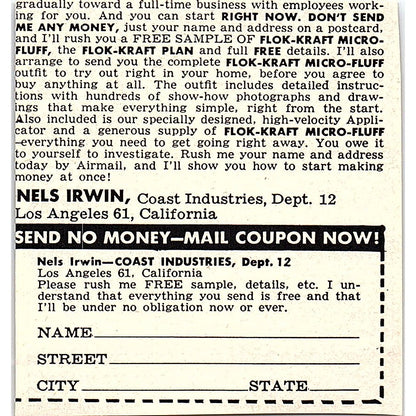 gradually toward a full-time business with employees work-
ing for you. And you can start RIGHT NOW. DON'T SEND
ME ANY MONEY, just your name and address on a postcard,
and I'll rush you a FREE SAMPLE OF FLOK-KRAFT MICRO-
FLUFF, the FLOK-KRAFT PLAN and full FREE details. I'll also
arrange to send you the complete FLOK-KRAFT MICRO-FLUFF
outfit to try out right in your home, before you agree to
buy anything at all. The outfit includes detailed instruc-
tions with hundreds of show-how photographs and draw-
ings that make everything simple, right from the start.
Also included is our specially designed, high-velocity Appli-
cator and a generous supply of FLOK-KRAFT MICRO-FLUFF
—everything you need to get going right away. You owe it
to yourself to investigate. Rush me your name and address
today by Airmail, and I'll show you how to start making
money at once!
NELS IRWIN, Coast Industries, Dept. 12
Los Angeles 61, California
SEND NO MONEY—MAIL COUPON NOW!
Nels Irwin—COAST INDUSTRIES, Dept. 12
Los Angeles 61, California
Please rush me FREE sample, details, etc. I un-
derstand that everything you send is free and that
I'll be under no obligation now or ever.
NAME
STREET
CITY STATE